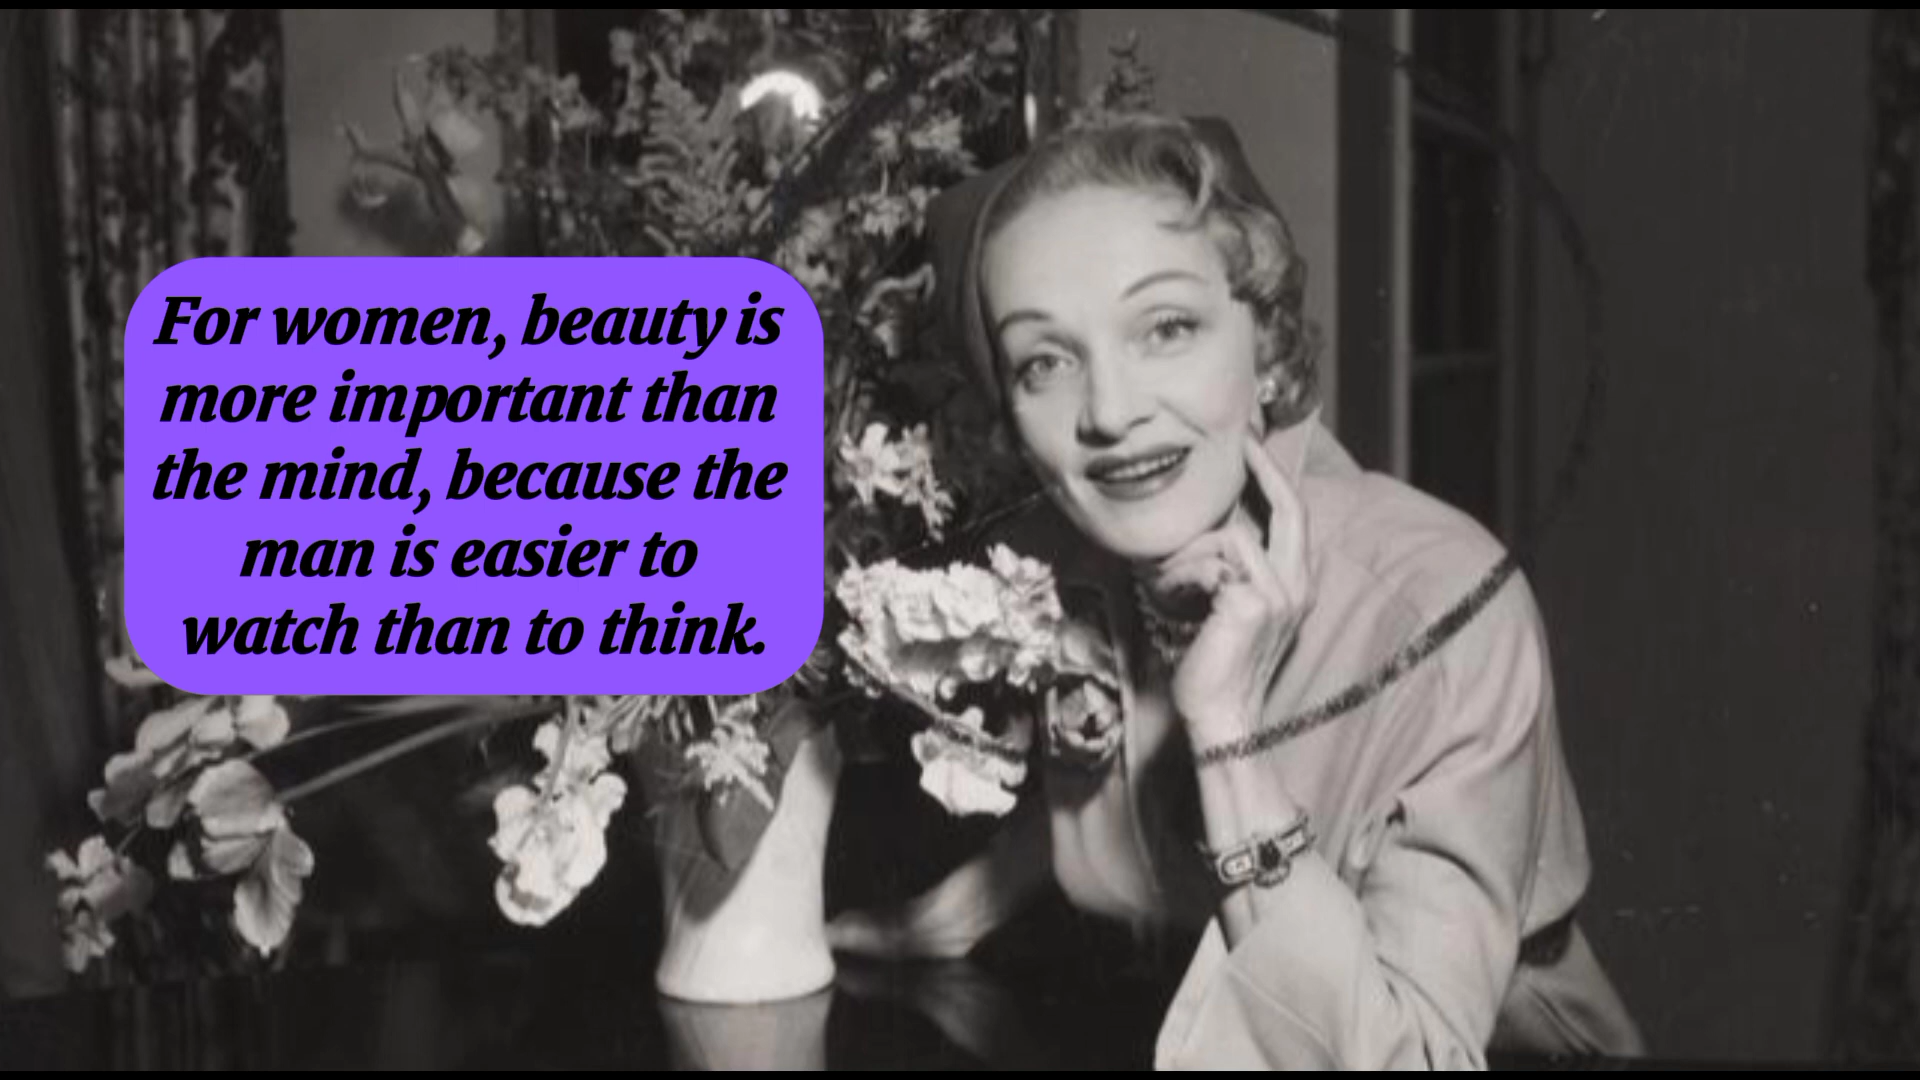 For women, beauty is
more important than
the mind, because the
man is easier to
watch than to think.